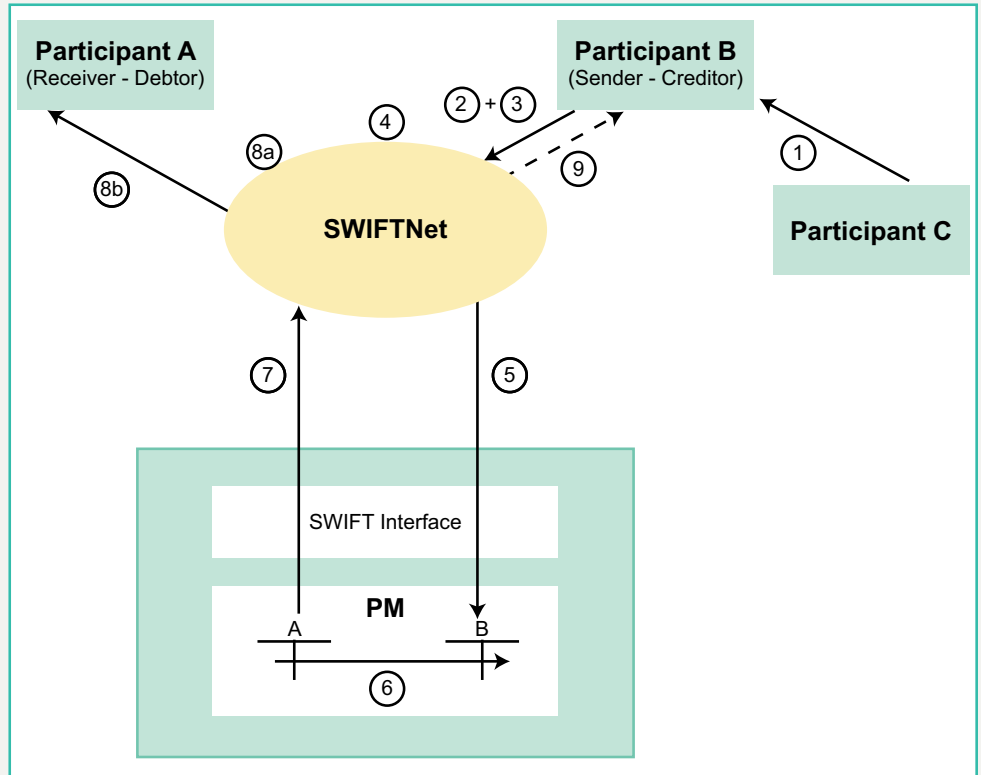 Participant A
(Receiver - Debtor)
Participant B
(Sender - Creditor)
2 + 3
4
8a
1
9
8b
SWIFTNet
Participant C
7
5
SWIFT Interface
PM
A
B
6